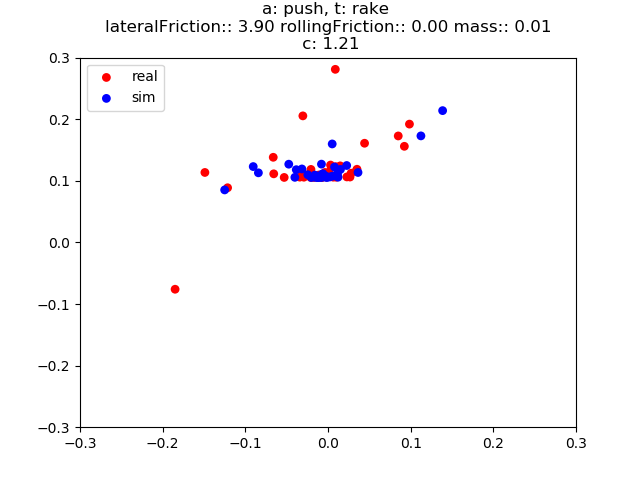 a: push, t: rake
lateralFriction:: 3.90 rollingFriction:: 0.00 mass:: 0.01
c: 1.21
real
sim
0.3
0.2
0.1
0.0
−0.1
−0.2
−0.3
−0.3 −0.2 −0.1 0.0 0.1 0.2 0.3